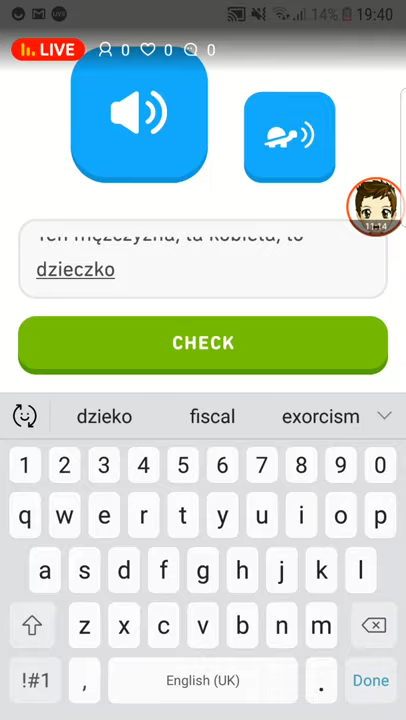 14% 19:40
LIVE 0 0 0
11:14
Ten mężczyzna, ta kobieta, to
dzieczko
CHECK
dzieko fiscal exorcism
1 2 3 4 5 6 7 8 9 0
q w e r t y u i o p
a s d f g h j k l
z x c v b n m
!#1 , English (UK) . Done